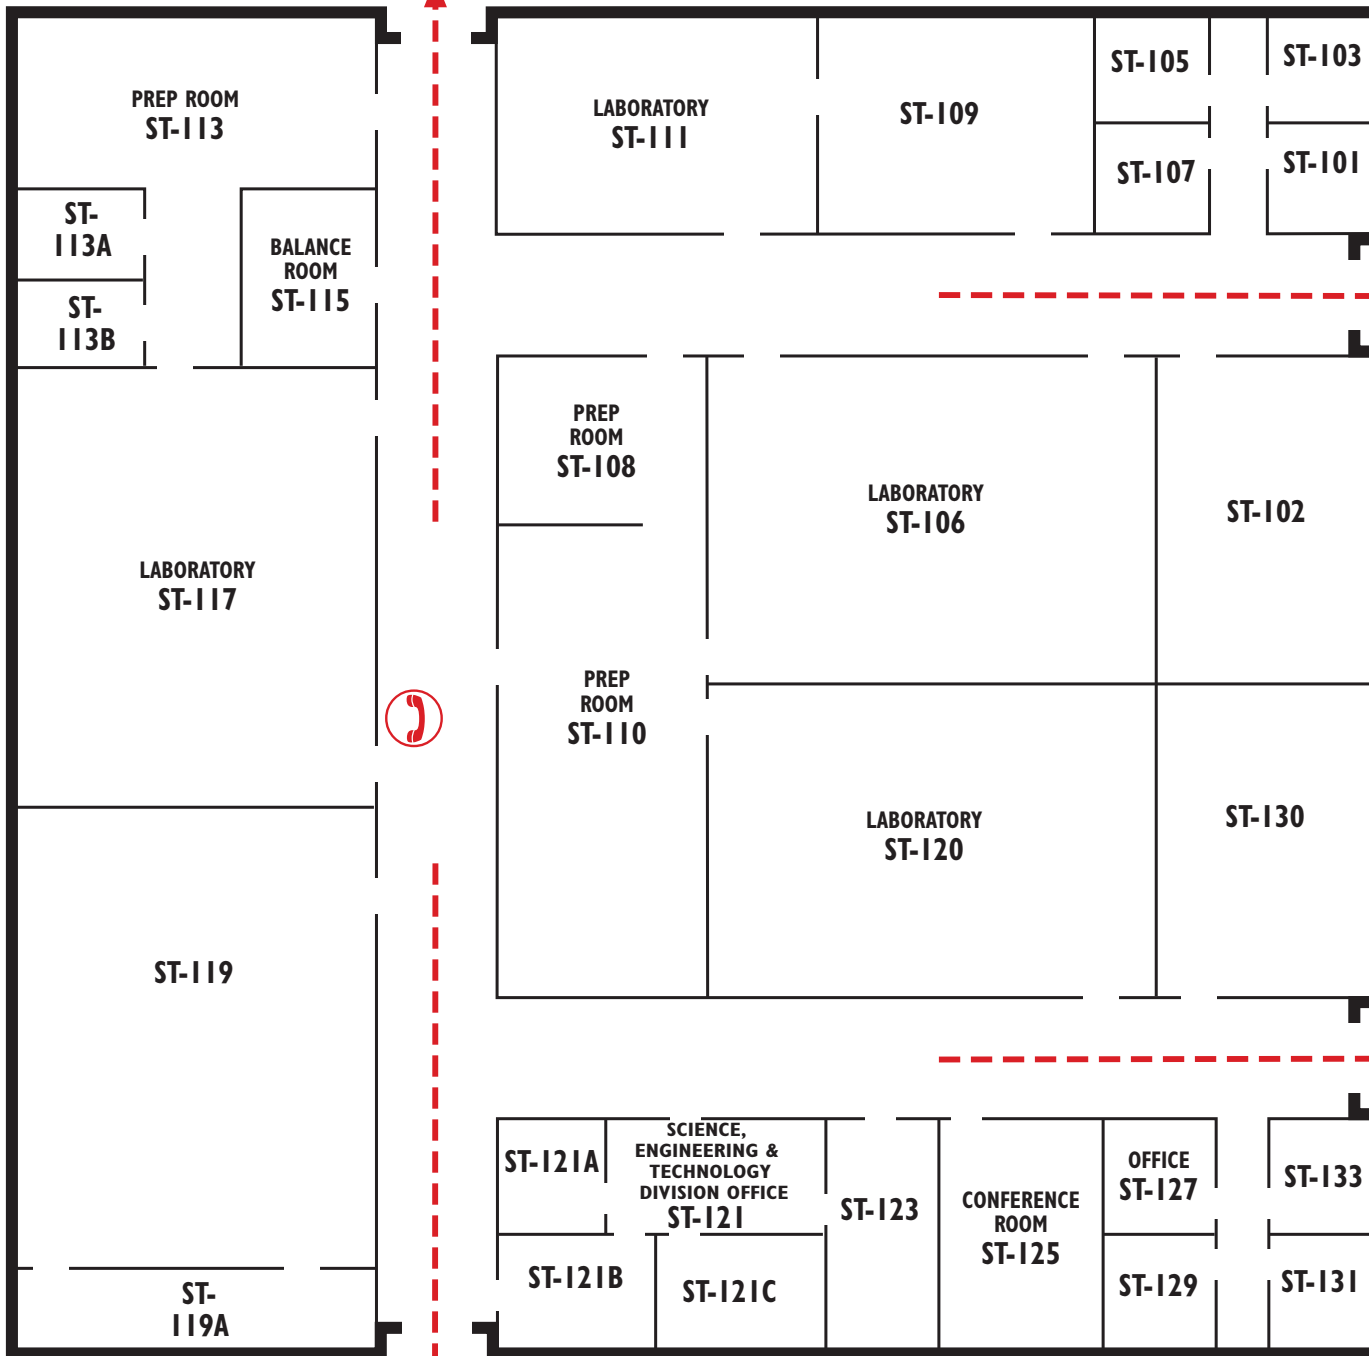 PREP ROOM
ST-113
LABORATORY
ST-111
ST-109
ST-105
ST-103
ST-107
ST-101
ST-
113A
ST-
113B
BALANCE
ROOM
ST-115
PREP
ROOM
ST-108
LABORATORY
ST-106
ST-102
LABORATORY
ST-117
PREP
ROOM
ST-110
LABORATORY
ST-120
ST-130
ST-119
ST-
119A
ST-121A
SCIENCE,
ENGINEERING &
TECHNOLOGY
DIVISION OFFICE
ST-121
ST-121B
ST-121C
ST-123
CONFERENCE
ROOM
ST-125
OFFICE
ST-127
ST-129
ST-133
ST-131